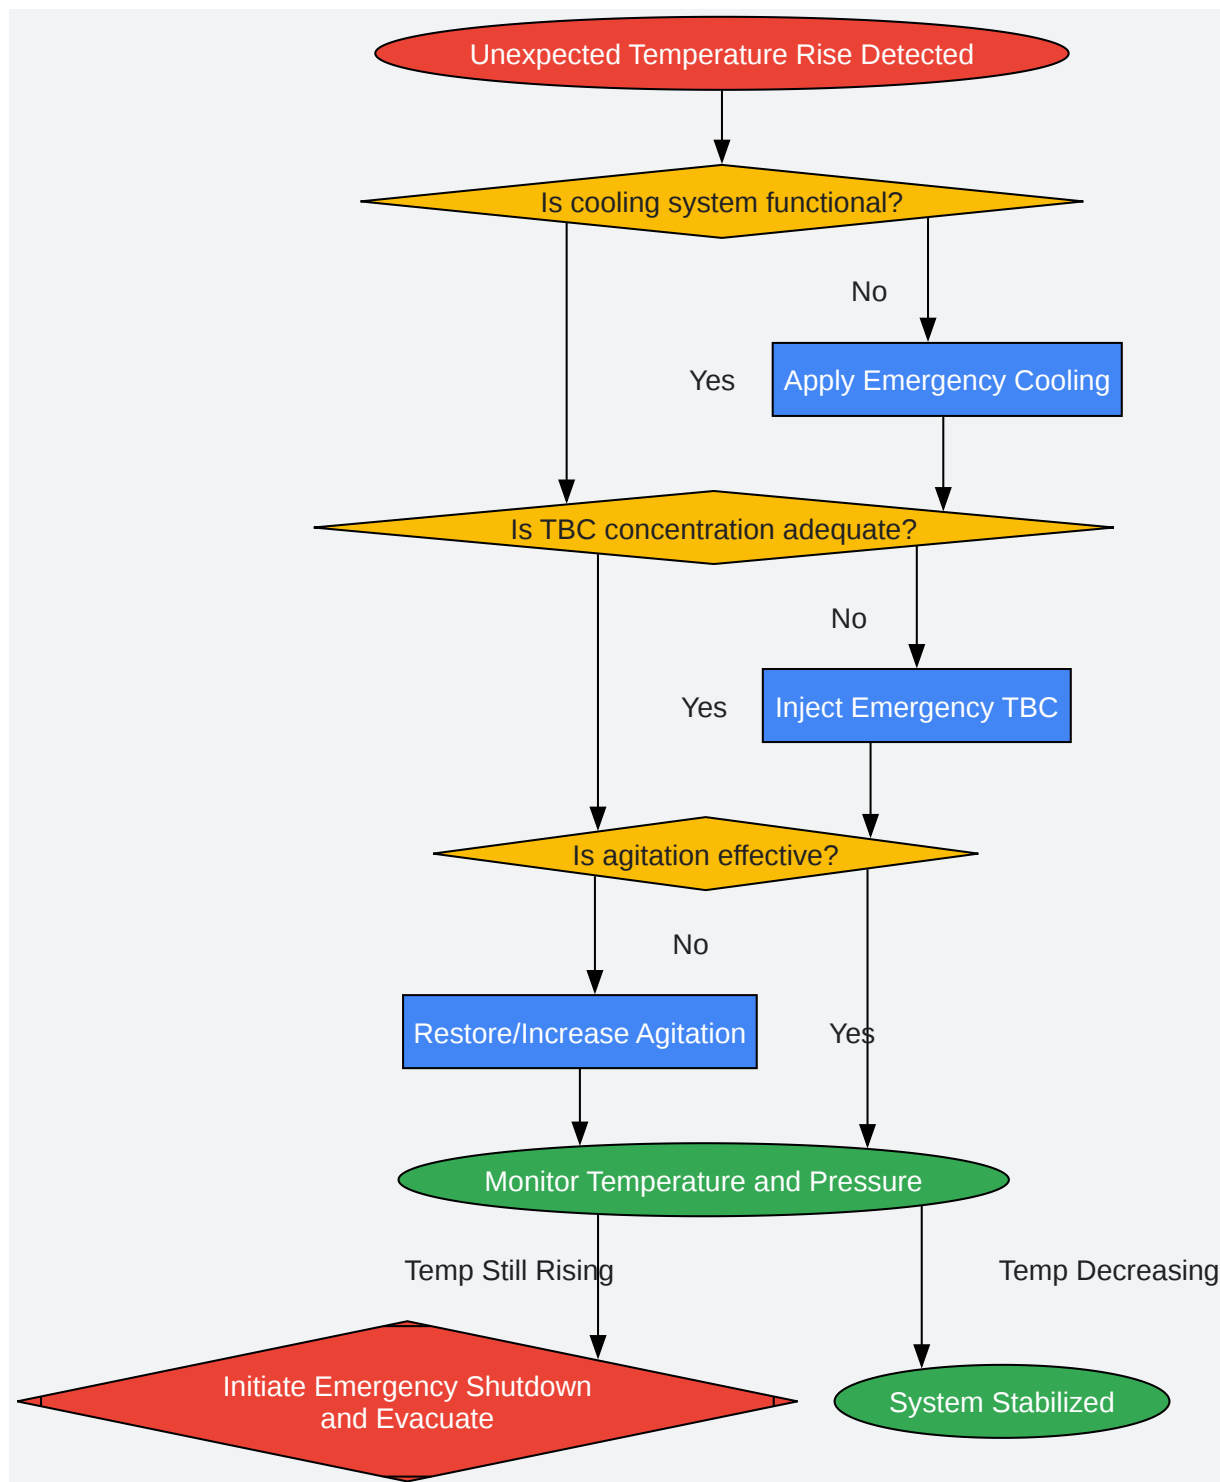 Unexpected Temperature Rise Detected
Is cooling system functional?
No
Yes
Apply Emergency Cooling
Is TBC concentration adequate?
No
Yes
Inject Emergency TBC
Is agitation effective?
No
Restore/Increase Agitation
Yes
Monitor Temperature and Pressure
Temp Still Rising
Temp Decreasing
Initiate Emergency Shutdown
and Evacuate
System Stabilized